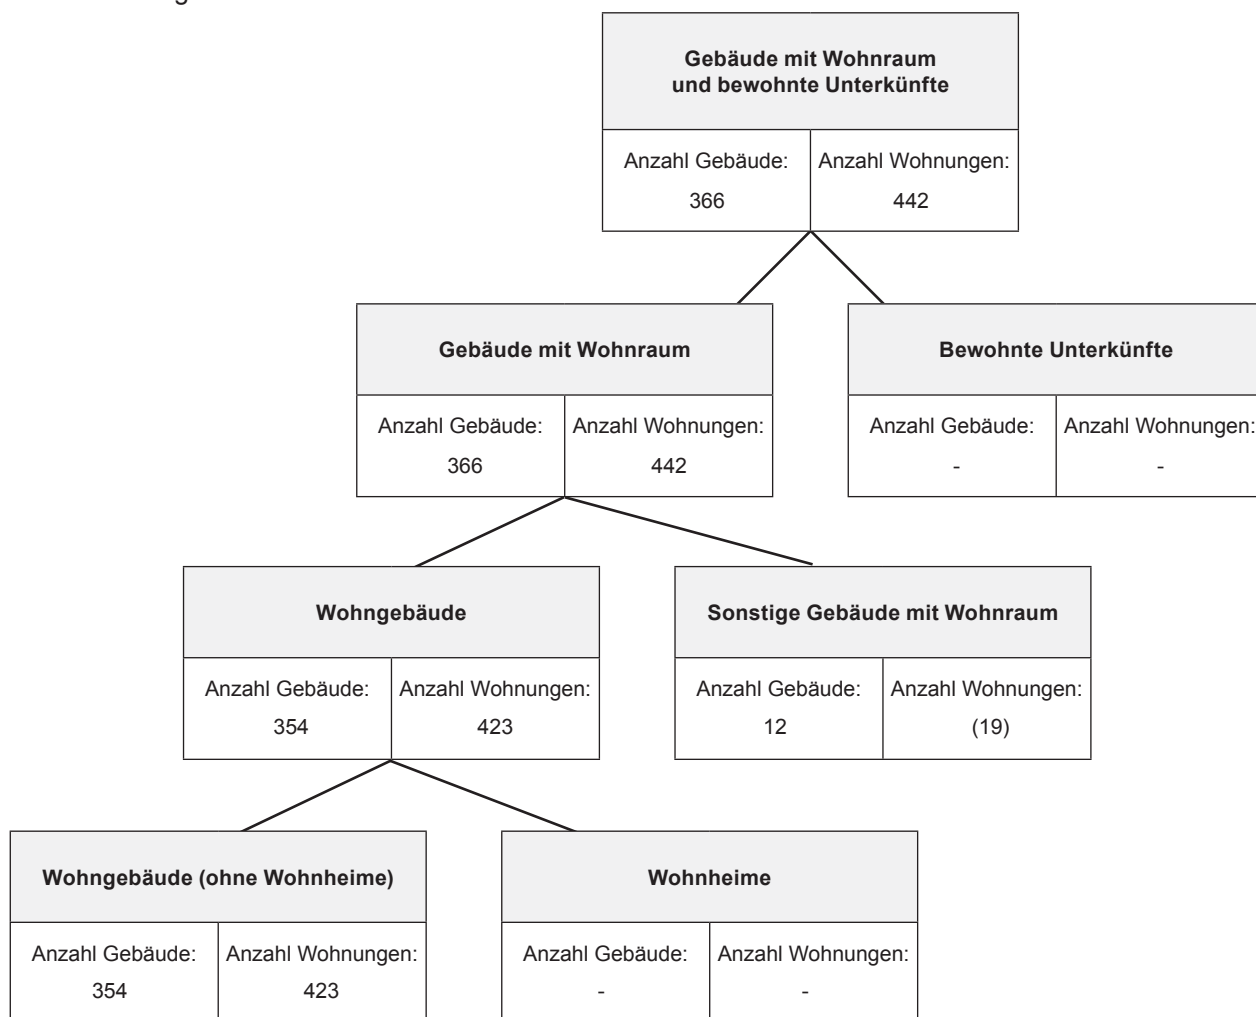 Gebäude mit Wohnraum
und bewohnte Unterkünfte
Anzahl Gebäude: Anzahl Wohnungen:
366 442
Gebäude mit Wohnraum
Bewohnte Unterkünfte
Anzahl Gebäude: Anzahl Wohnungen:
366 442
Anzahl Gebäude: Anzahl Wohnungen:
- -
Wohngebäude
Sonstige Gebäude mit Wohnraum
Anzahl Gebäude: Anzahl Wohnungen:
354 423
Anzahl Gebäude: Anzahl Wohnungen:
12 (19)
Wohngebäude (ohne Wohnheime)
Wohnheime
Anzahl Gebäude: Anzahl Wohnungen:
354 423
Anzahl Gebäude: Anzahl Wohnungen:
- -